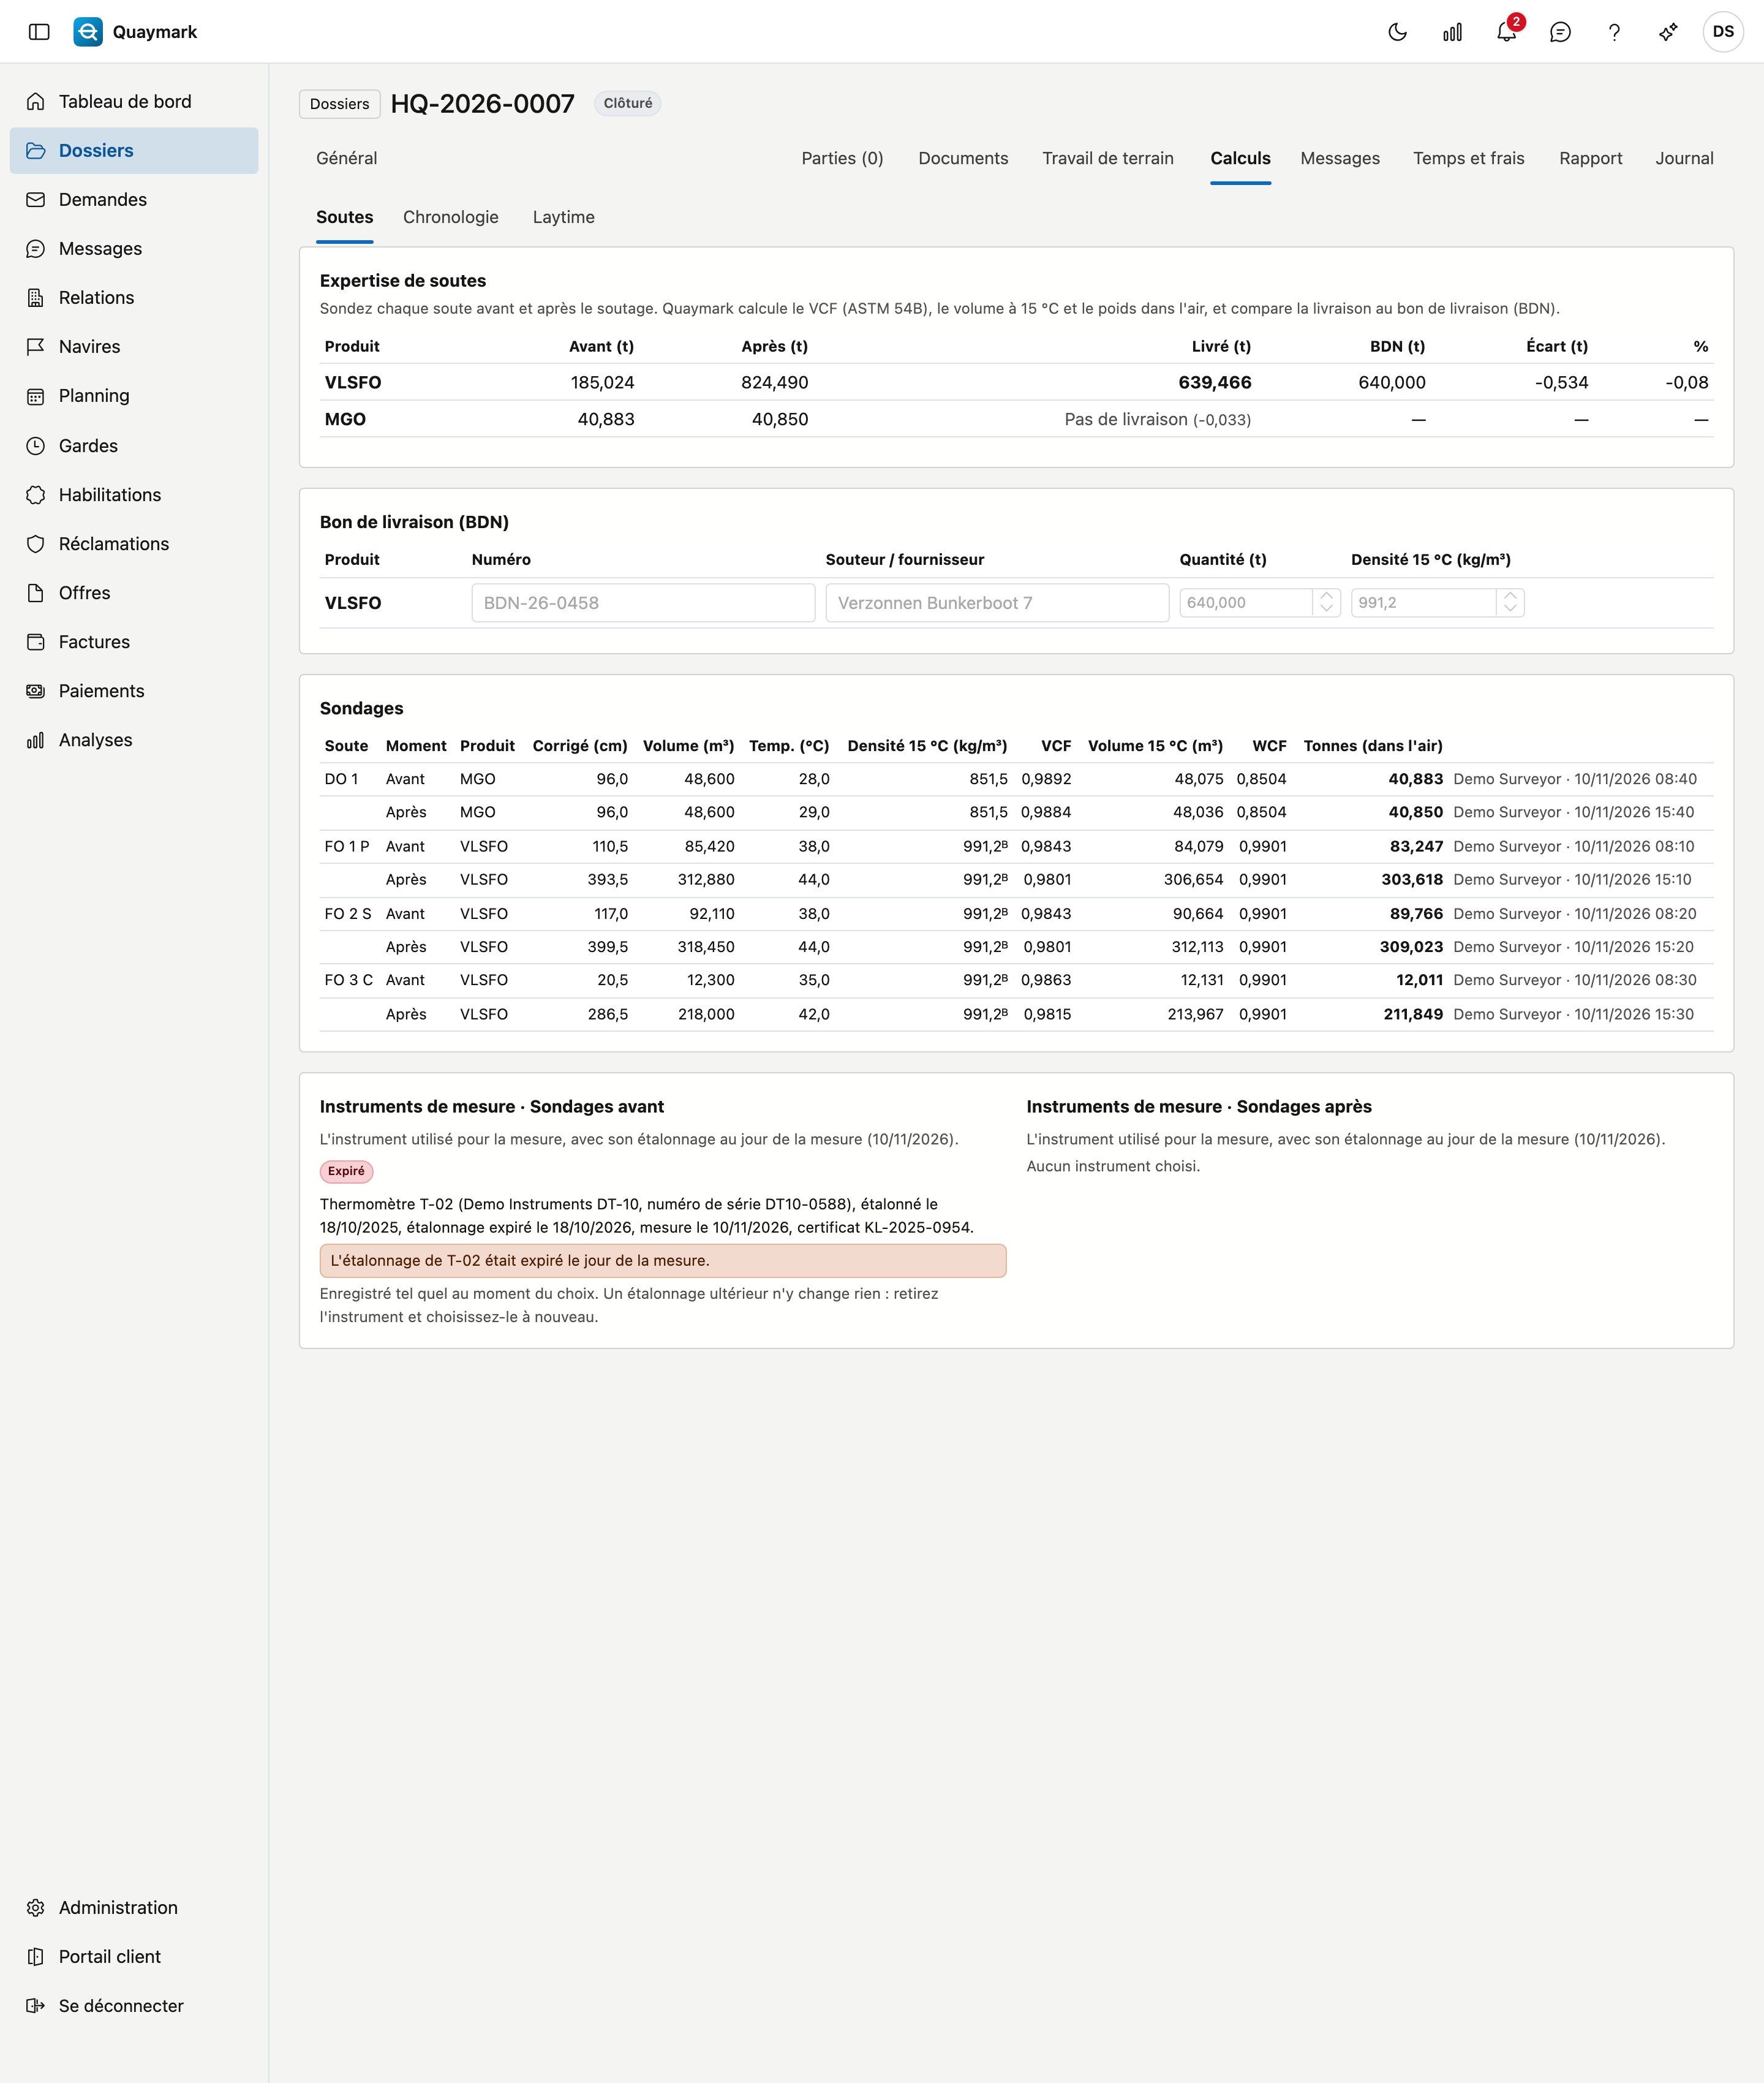 Quaymark
2
DS
Tableau de bord
Dossiers
Demandes
Messages
Relations
Navires
Planning
Gardes
Habilitations
Réclamations
Offres
Factures
Paiements
Analyses
Administration
Portail client
Se déconnecter
Dossiers HQ-2026-0007 Clôturé
Général Parties (0) Documents Travail de terrain Calculs Messages Temps et frais Rapport Journal
Soutes Chronologie Laytime
Expertise de soutes
Sondez chaque soute avant et après le soutage. Quaymark calcule le VCF (ASTM 54B), le volume à 15 °C et le poids dans l'air, et compare la livraison au bon de livraison (BDN).
Produit Avant (t) Après (t) Livré (t) BDN (t) Écart (t) %
VLSFO 185,024 824,490 639,466 640,000 -0,534 -0,08
MGO 40,883 40,850 Pas de livraison (-0,033) — — —
Bon de livraison (BDN)
Produit Numéro Souteur / fournisseur Quantité (t) Densité 15 °C (kg/m³)
VLSFO BDN-26-0458 Verzonnen Bunkerboot 7 640,000 991,2
Sondages
Soute Moment Produit Corrigé (cm) Volume (m³) Temp. (°C) Densité 15 °C (kg/m³) VCF Volume 15 °C (m³) WCF Tonnes (dans l'air)
DO 1 Avant MGO 96,0 48,600 28,0 851,5 0,9892 48,075 0,8504 40,883 Demo Surveyor · 10/11/2026 08:40
Après MGO 96,0 48,600 29,0 851,5 0,9884 48,036 0,8504 40,850 Demo Surveyor · 10/11/2026 15:40
FO 1 P Avant VLSFO 110,5 85,420 38,0 991,2ᴮ 0,9843 84,079 0,9901 83,247 Demo Surveyor · 10/11/2026 08:10
Après VLSFO 393,5 312,880 44,0 991,2ᴮ 0,9801 306,654 0,9901 303,618 Demo Surveyor · 10/11/2026 15:10
FO 2 S Avant VLSFO 117,0 92,110 38,0 991,2ᴮ 0,9843 90,664 0,9901 89,766 Demo Surveyor · 10/11/2026 08:20
Après VLSFO 399,5 318,450 44,0 991,2ᴮ 0,9801 312,113 0,9901 309,023 Demo Surveyor · 10/11/2026 15:20
FO 3 C Avant VLSFO 20,5 12,300 35,0 991,2ᴮ 0,9863 12,131 0,9901 12,011 Demo Surveyor · 10/11/2026 08:30
Après VLSFO 286,5 218,000 42,0 991,2ᴮ 0,9815 213,967 0,9901 211,849 Demo Surveyor · 10/11/2026 15:30
Instruments de mesure · Sondages avant
L'instrument utilisé pour la mesure, avec son étalonnage au jour de la mesure (10/11/2026).
Expiré
Thermomètre T-02 (Demo Instruments DT-10, numéro de série DT10-0588), étalonné le
18/10/2025, étalonnage expiré le 18/10/2026, mesure le 10/11/2026, certificat KL-2025-0954.
L'étalonnage de T-02 était expiré le jour de la mesure.
Enregistré tel quel au moment du choix. Un étalonnage ultérieur n'y change rien : retirez
l'instrument et choisissez-le à nouveau.
Instruments de mesure · Sondages après
L'instrument utilisé pour la mesure, avec son étalonnage au jour de la mesure (10/11/2026).
Aucun instrument choisi.